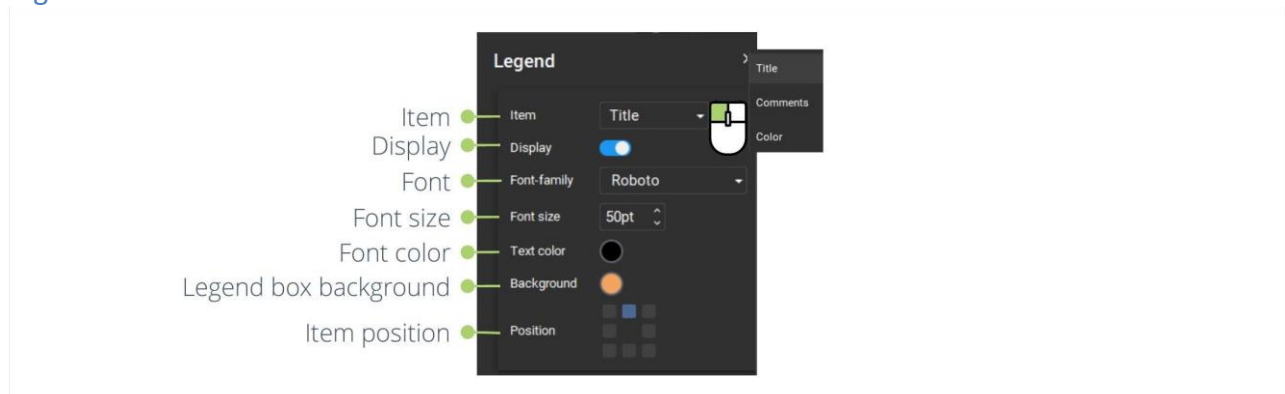 Legend
Title
Item Item Title
Comments
Color
Display Display
Font Font-family Roboto
Font size Font size 50pt
Font color Text color
Legend box background Background
Item position Position